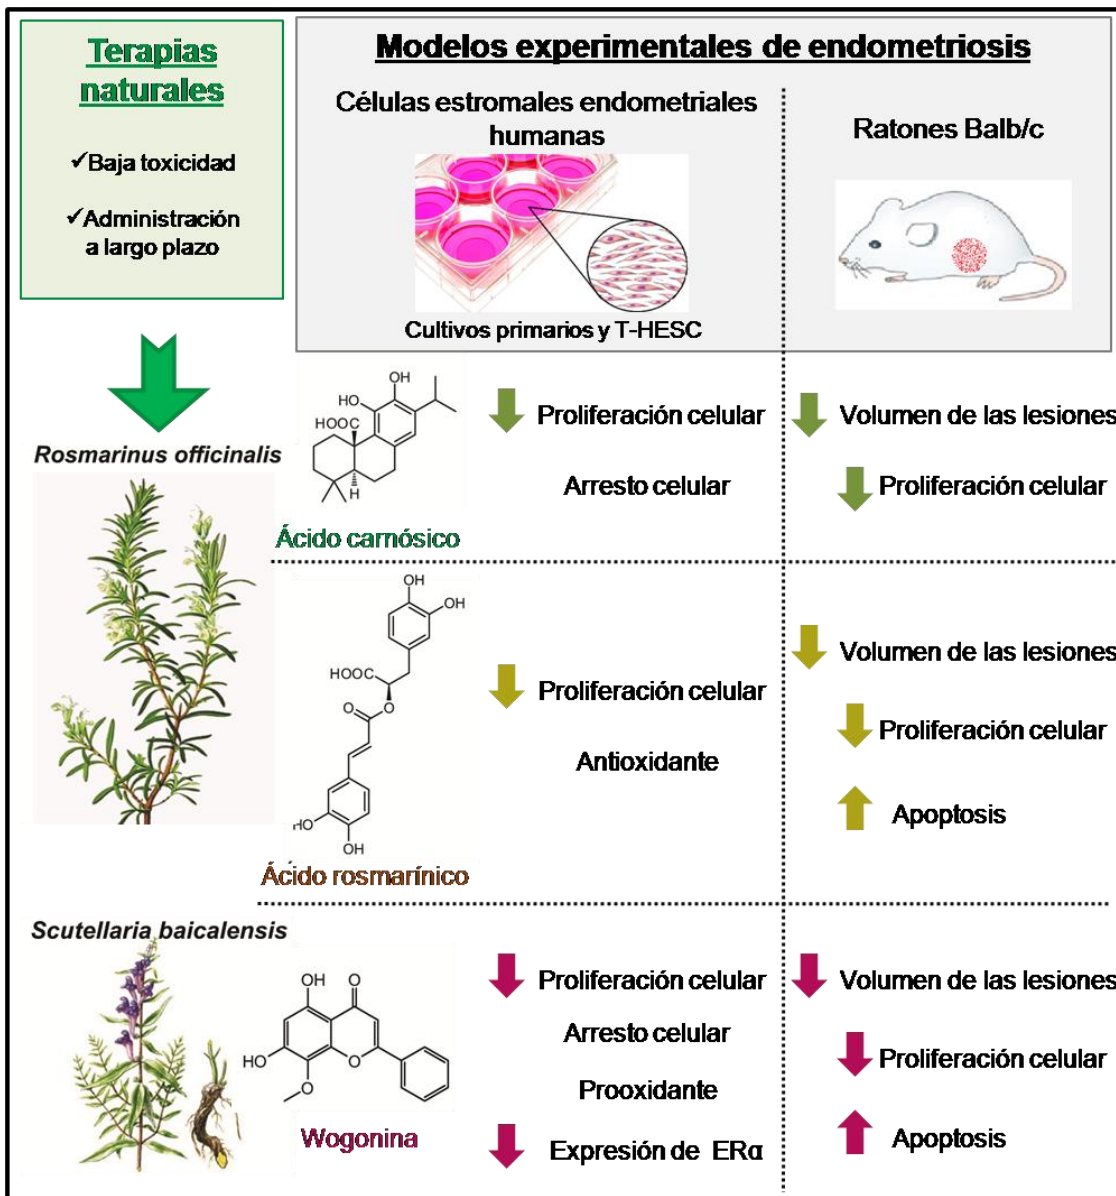 Terapias
naturales
✓Baja toxicidad
✓Administración
a largo plazo
Modelos experimentales de endometriosis
Células estromales endometriales
humanas
Cultivos primarios y T-HESC
Ratones Balb/c
Rosmarinus officinalis
OH
HO
HOOC
H
Ácido carnósico
Proliferación celular
Arresto celular
Volumen de las lesiones
Proliferación celular
OH
OH
HOOC
O
O
HO
OH
Ácido rosmarínico
Proliferación celular
Antioxidante
Volumen de las lesiones
Proliferación celular
Apoptosis
Scutellaria baicalensis
OH
O
HO
O
O
Wogonina
Proliferación celular
Arresto celular
Prooxidante
Expresión de ERα
Volumen de las lesiones
Proliferación celular
Apoptosis